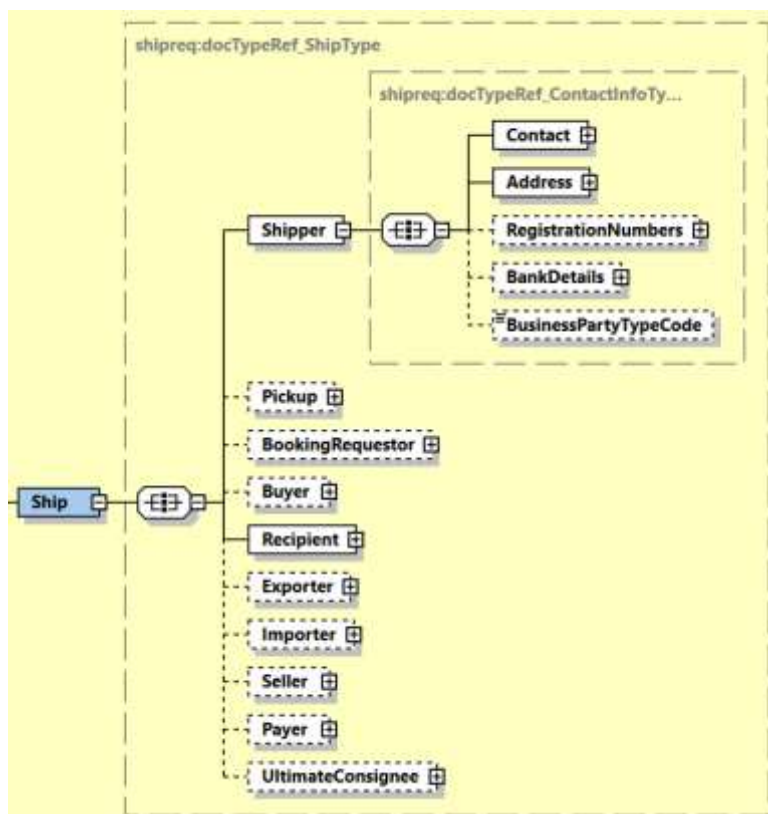 shipreq:docTypeRef_ShipType
shipreq:docTypeRef_ContactInfoTy...
Contact
Address
Shipper
RegistrationNumbers
BankDetails
BusinessPartyTypeCode
Pickup
BookingRequestor
Buyer
Ship
Recipient
Exporter
Importer
Seller
Payer
UltimateConsignee